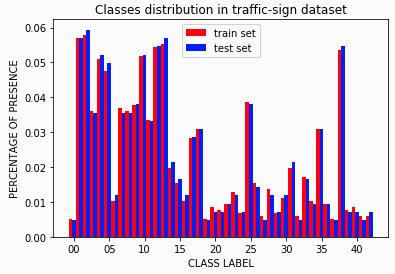 Classes distribution in traffic-sign dataset
train set
test set
PERCENTAGE OF PRESENCE
0.06
0.05
0.04
0.03
0.02
0.01
0.00
00 05 10 15 20 25 30 35 40
CLASS LABEL